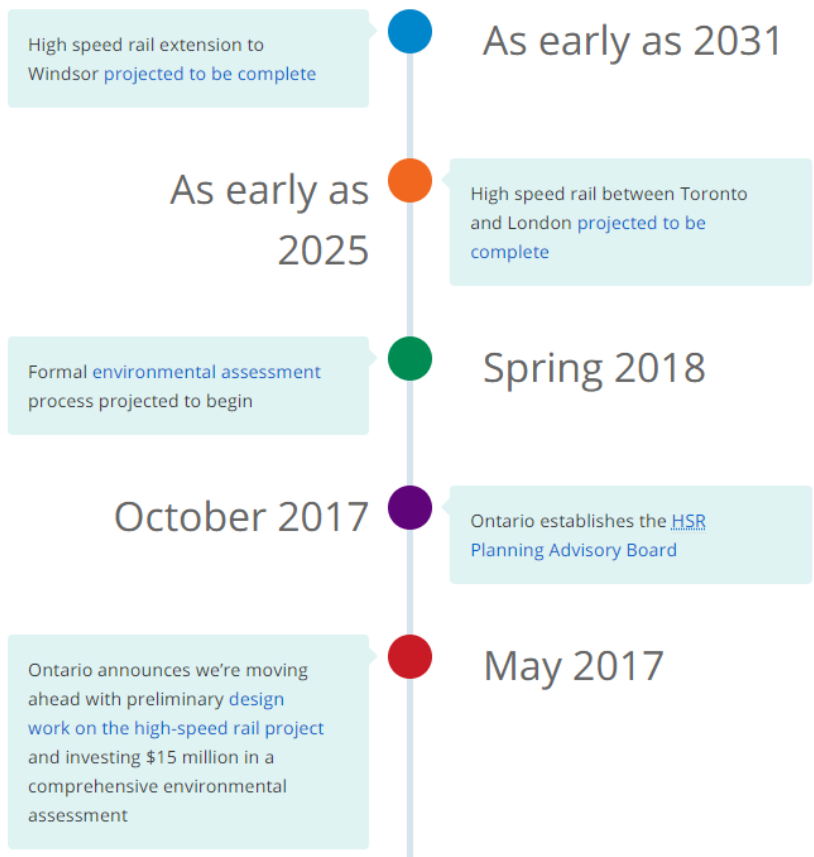 High speed rail extension to
Windsor projected to be complete
As early as 2031
As early as
2025
High speed rail between Toronto
and London projected to be
complete
Formal environmental assessment
process projected to begin
Spring 2018
October 2017
Ontario establishes the HSR
Planning Advisory Board
Ontario announces we’re moving
ahead with preliminary design
work on the high-speed rail project
and investing $15 million in a
comprehensive environmental
assessment
May 2017